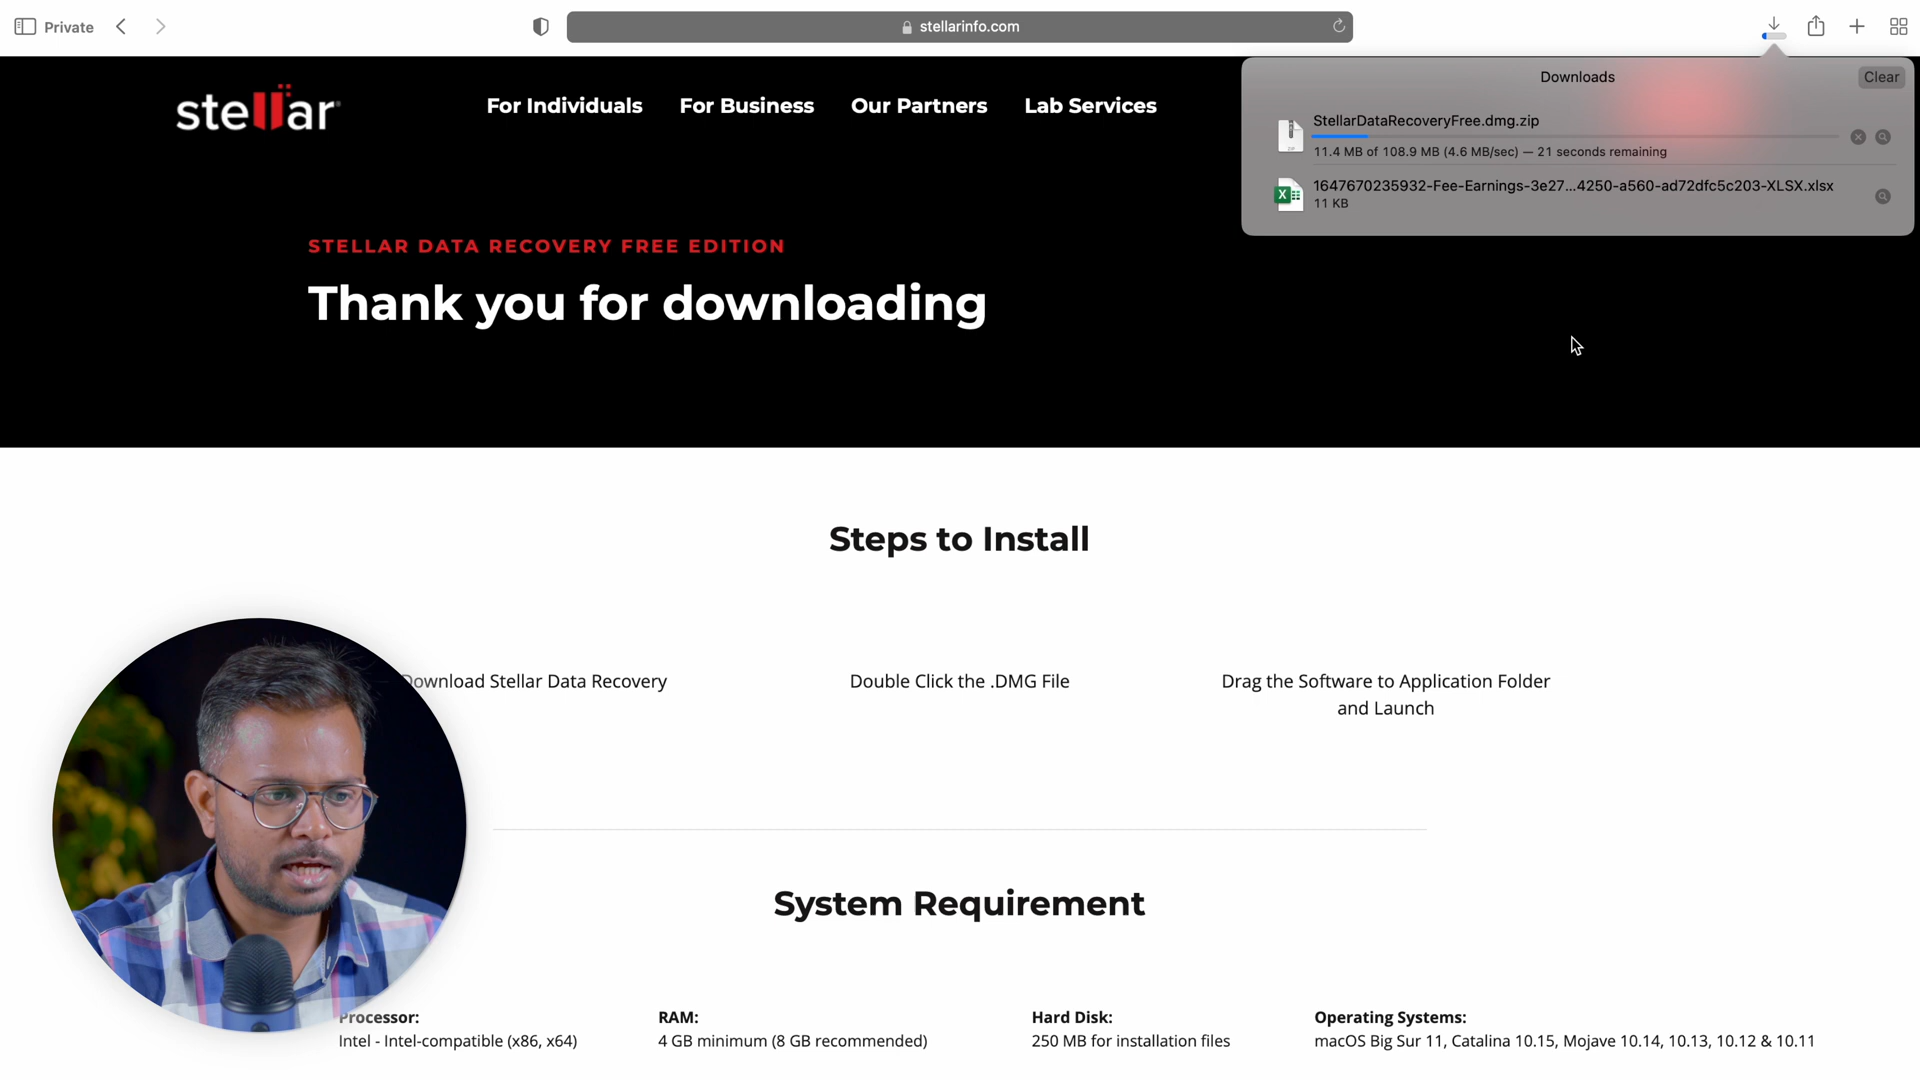 Private
stellarinfo.com
stellar
For Individuals
For Business
Our Partners
Lab Services
Downloads
Clear
StellarDataRecoveryFree.dmg.zip
11.4 MB of 108.9 MB (4.6 MB/sec) — 21 seconds remaining
1647670235932-Fee-Earnings-3e27...4250-a560-ad72dfc5c203-XLSX.xlsx
11 KB
STELLAR DATA RECOVERY FREE EDITION
Thank you for downloading
Steps to Install
Download Stellar Data Recovery
Double Click the .DMG File
Drag the Software to Application Folder
and Launch
System Requirement
Processor:
Intel - Intel-compatible (x86, x64)
RAM:
4 GB minimum (8 GB recommended)
Hard Disk:
250 MB for installation files
Operating Systems:
macOS Big Sur 11, Catalina 10.15, Mojave 10.14, 10.13, 10.12 & 10.11